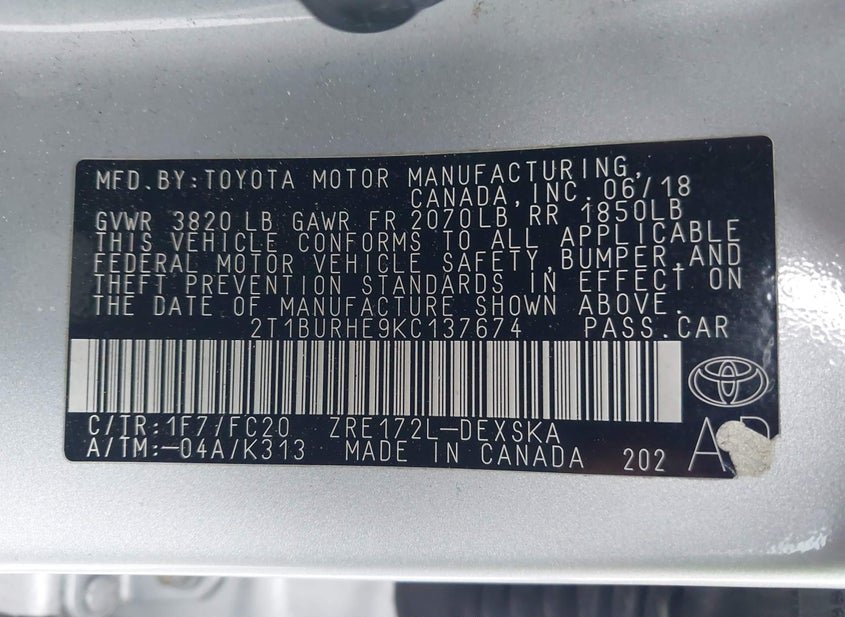 MFD.BY:TOYOTA MOTOR MANUFACTURING,
CANADA,INC. 06/18
GVWR 3820 LB GAWR FR 2070LB RR 1850LB
THIS VEHICLE CONFORMS TO ALL APPLICABLE
FEDERAL MOTOR VEHICLE SAFETY,BUMPER,AND
THEFT PREVENTION STANDARDS IN EFFECT ON
THE DATE OF MANUFACTURE SHOWN ABOVE.
2T1BURHE9KC137674 PASS.CAR
C/TR:1F7/FC20 ZRE172L-DEXSKA
A/TM:-04A/K313 MADE IN CANADA 202